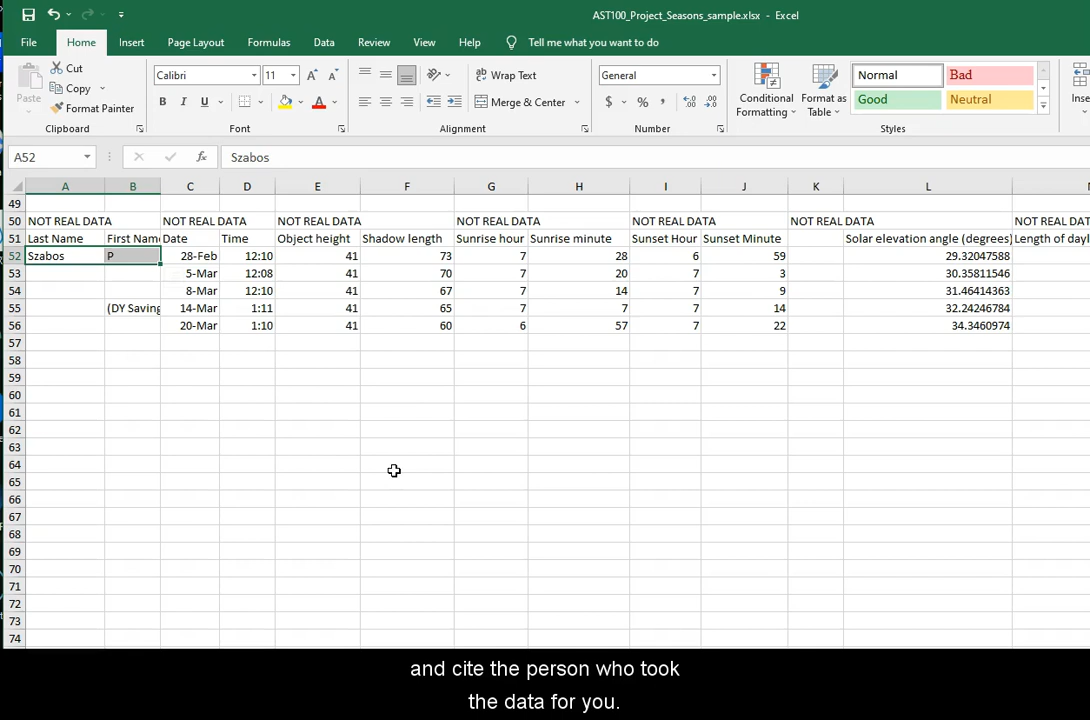 AST100_Project_Seasons_sample.xlsx - Excel
File Home Insert Page Layout Formulas Data Review View Help Tell me what you want to do
Paste
Cut
Copy
Format Painter
Clipboard
Calibri 11
B I U
Font
Wrap Text
Merge & Center
Alignment
General
$ % ,
Number
Conditional Formatting
Format as Table
Normal Bad
Good Neutral
Styles
A52 fx Szabos
A B C D E F G H I J K L
49
50 NOT REAL DATA NOT REAL DATA NOT REAL DATA NOT REAL DATA NOT REAL DATA NOT REAL DATA NOT REAL DAT
51 Last Name First Nam Date Time Object height Shadow length Sunrise hour Sunrise minute Sunset Hour Sunset Minute Solar elevation angle (degrees) Length of dayl
52 Szabos P 28-Feb 12:10 41 73 7 28 6 59 29.32047588
53 5-Mar 12:08 41 70 7 20 7 3 30.35811546
54 8-Mar 12:10 41 67 7 14 7 9 31.46414363
55 (DY Saving 14-Mar 1:11 41 65 7 7 7 14 32.24246784
56 20-Mar 1:10 41 60 6 57 7 22 34.3460974
57
58
59
60
61
62
63
64
65
66
67
68
69
70
71
72
73
74
and cite the person who took
the data for you.